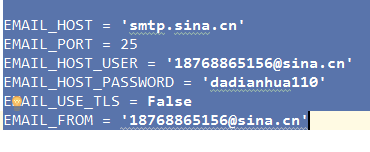 EMAIL_HOST = 'smtp.sina.cn'
EMAIL_PORT = 25
EMAIL_HOST_USER = '18768865156@sina.cn'
EMAIL_HOST_PASSWORD = 'dadianhua110'
EMAIL_USE_TLS = False
EMAIL_FROM = '18768865156@sina.cn'